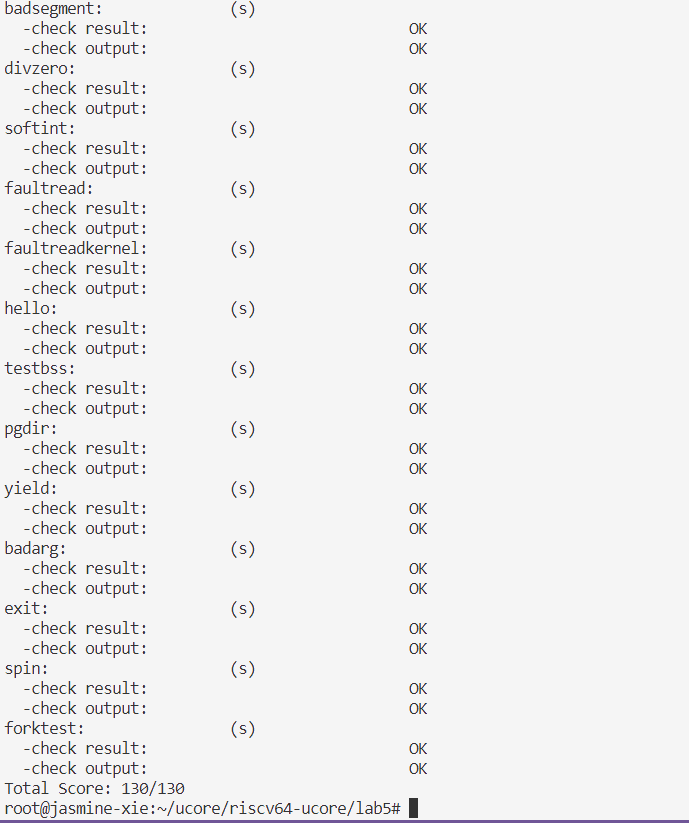 badsegment: (s)
-check result: OK
-check output: OK
divzero: (s)
-check result: OK
-check output: OK
softint: (s)
-check result: OK
-check output: OK
faultread: (s)
-check result: OK
-check output: OK
faultreadkernel: (s)
-check result: OK
-check output: OK
hello: (s)
-check result: OK
-check output: OK
testbss: (s)
-check result: OK
-check output: OK
pgdir: (s)
-check result: OK
-check output: OK
yield: (s)
-check result: OK
-check output: OK
badarg: (s)
-check result: OK
-check output: OK
exit: (s)
-check result: OK
-check output: OK
spin: (s)
-check result: OK
-check output: OK
forktest: (s)
-check result: OK
-check output: OK
Total Score: 130/130
root@jasmine-xie:~/ucore/riscv64-ucore/lab5#